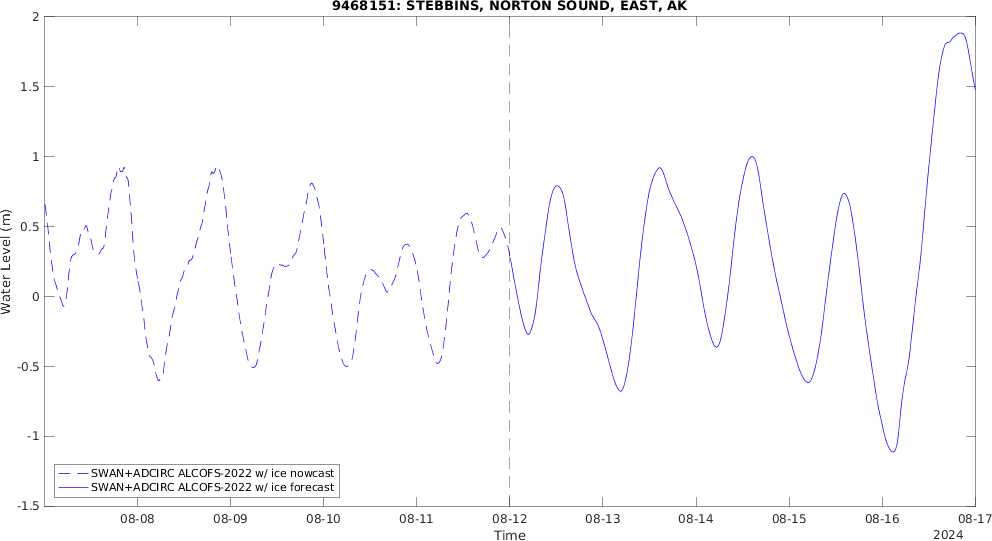 9468151: STEBBINS, NORTON SOUND, EAST, AK
Water Level (m)
2
1.5
1
0.5
0
-0.5
-1
-1.5
SWAN+ADCIRC ALCOFS-2022 w/ ice nowcast
SWAN+ADCIRC ALCOFS-2022 w/ ice forecast
08-08 08-09 08-10 08-11 08-12 08-13 08-14 08-15 08-16 08-17
Time
2024